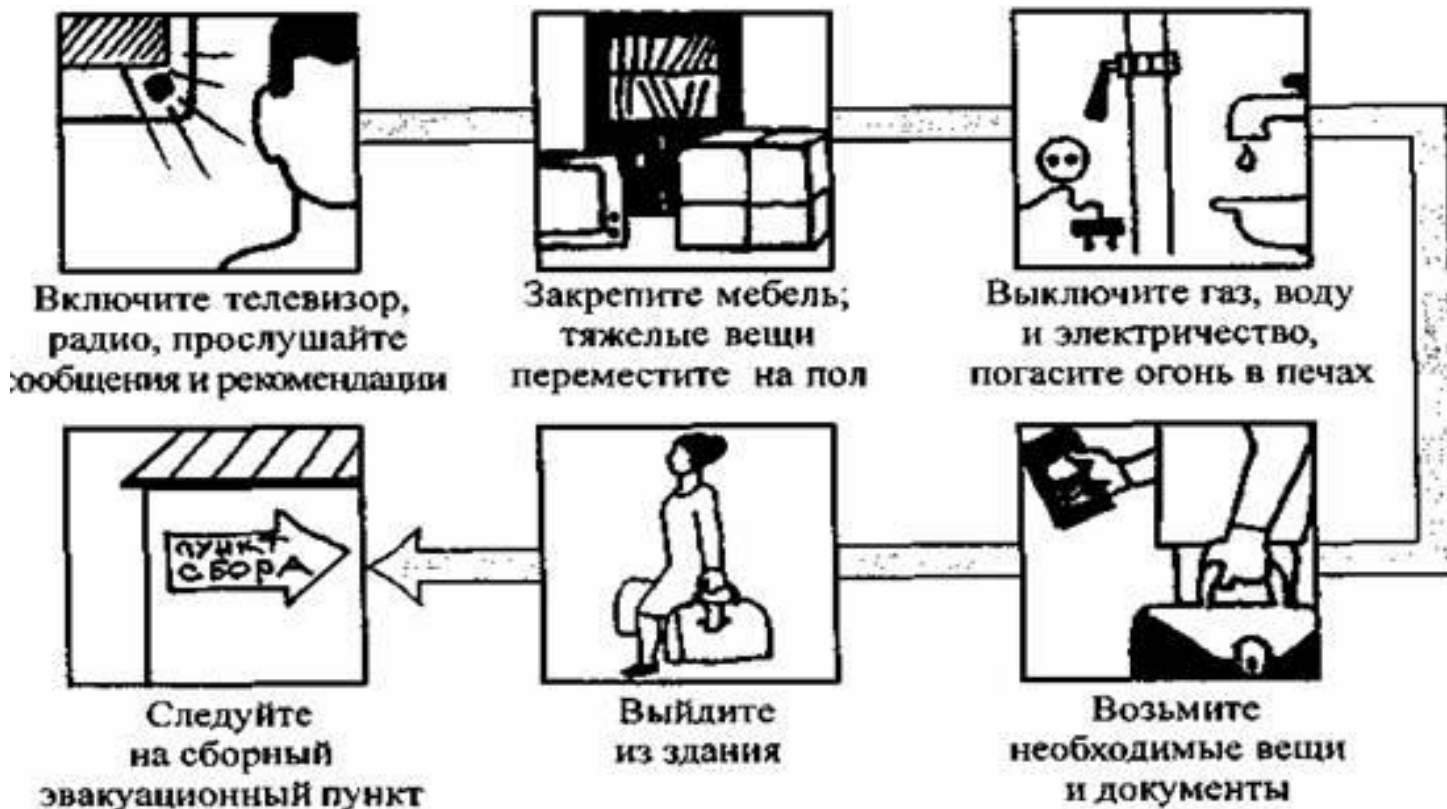 Включите телевизор,
радио, прослушайте
сообщения и рекомендации
Закрепите мебель;
тяжелые вещи
переместите на пол
Выключите газ, воду
и электричество,
погасите огонь в печах
Возьмите
необходимые вещи
и документы
Выйдите
из здания
ПУНКТ
СБОРА
Следуйте
на сборный
эвакуационный пункт